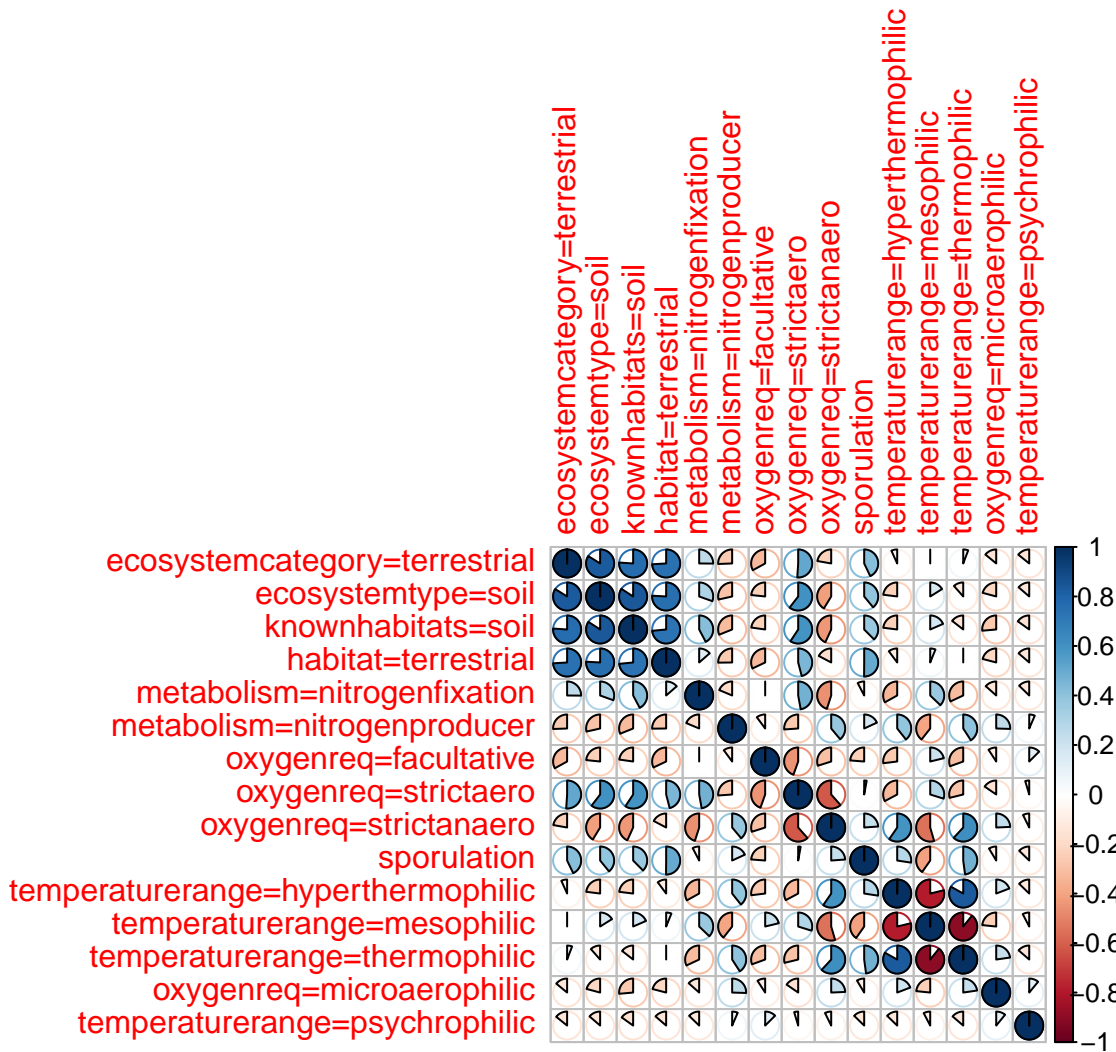 ecosystemcategory=terrestrial
ecosystemtype=soil
knownhabitats=soil
habitat=terrestrial
metabolism=nitrogenfixation
metabolism=nitrogenproducer
oxygenreq=facultative
oxygenreq=strictaero
oxygenreq=strictanaero
sporulation
temperaturerange=hyperthermophilic
temperaturerange=mesophilic
temperaturerange=thermophilic
oxygenreq=microaerophilic
temperaturerange=psychrophilic
ecosystemcategory=terrestrial
ecosystemtype=soil
knownhabitats=soil
habitat=terrestrial
metabolism=nitrogenfixation
metabolism=nitrogenproducer
oxygenreq=facultative
oxygenreq=strictaero
oxygenreq=strictanaero
sporulation
temperaturerange=hyperthermophilic
temperaturerange=mesophilic
temperaturerange=thermophilic
oxygenreq=microaerophilic
temperaturerange=psychrophilic
1
0.8
0.6
0.4
0.2
0
−0.2
−0.4
−0.6
−0.8
−1